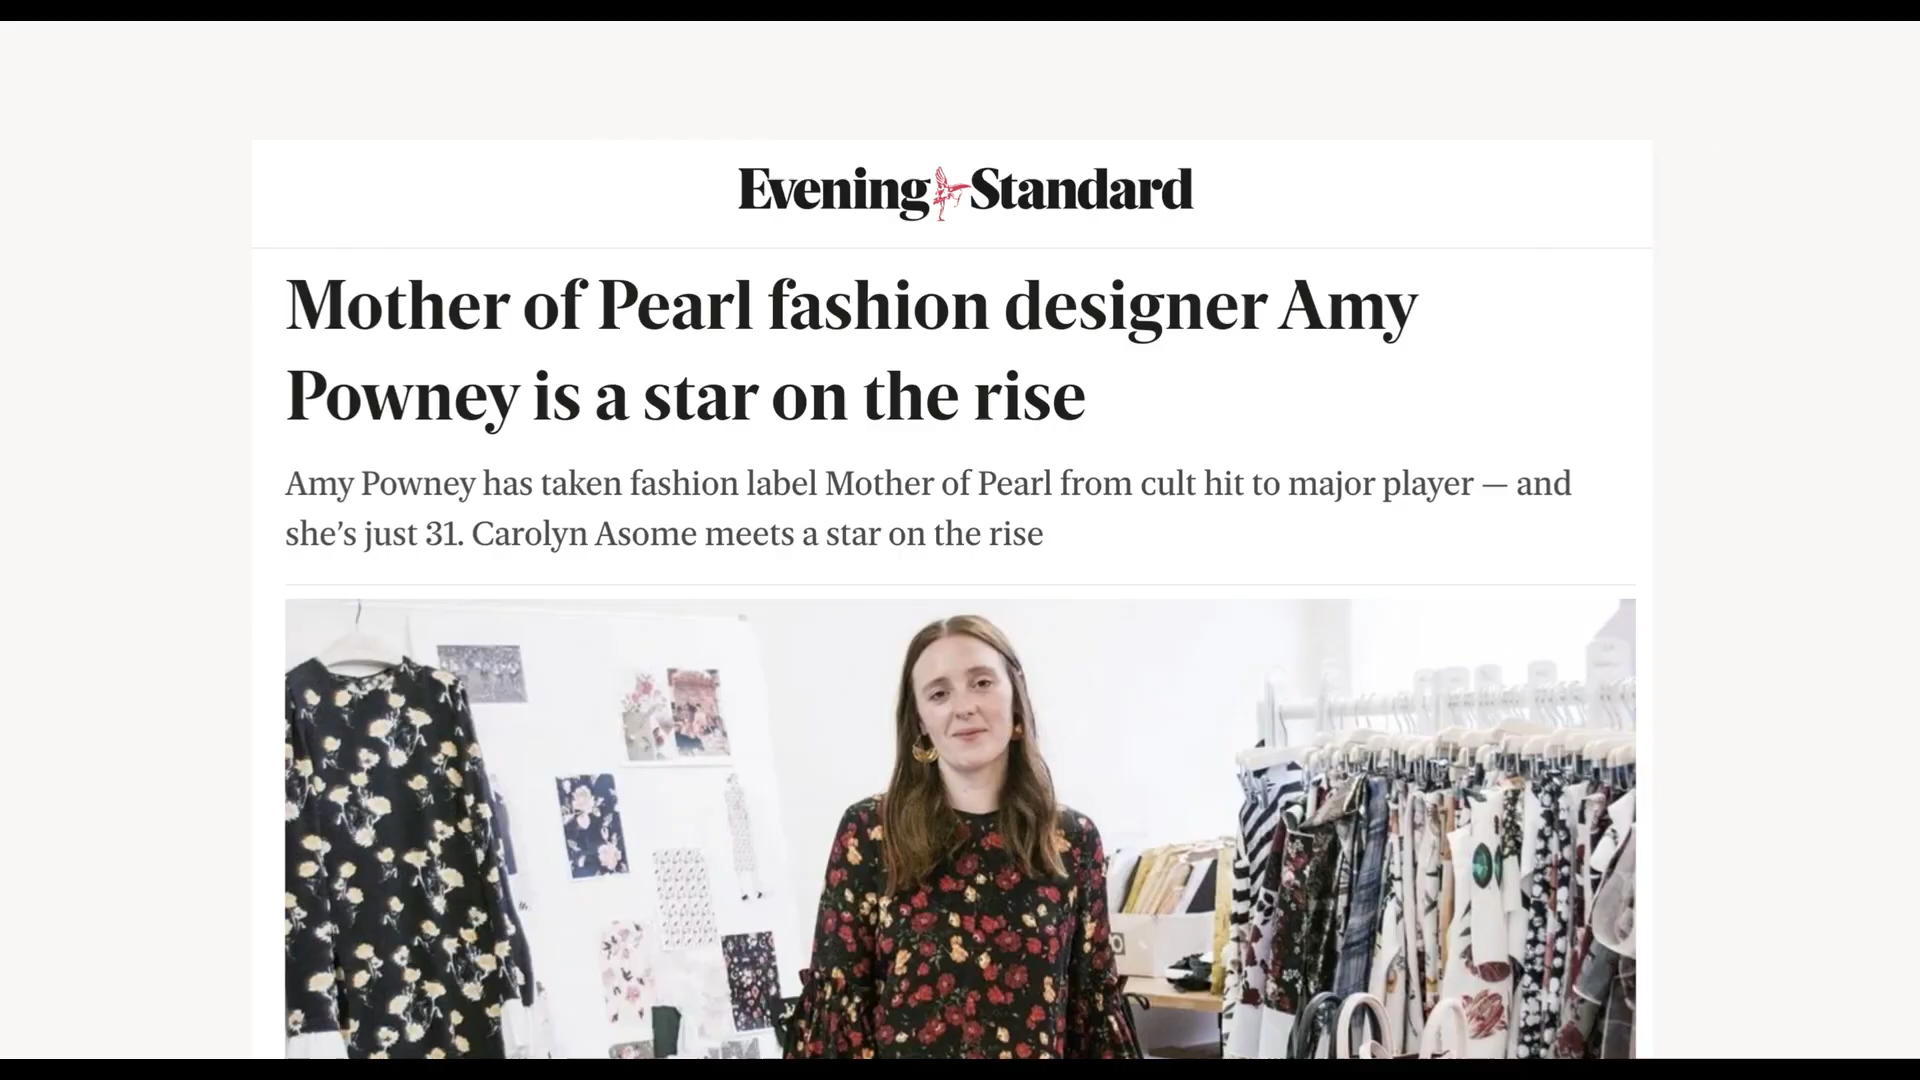 Evening Standard
Mother of Pearl fashion designer Amy
Powney is a star on the rise
Amy Powney has taken fashion label Mother of Pearl from cult hit to major player — and
she’s just 31. Carolyn Asome meets a star on the rise